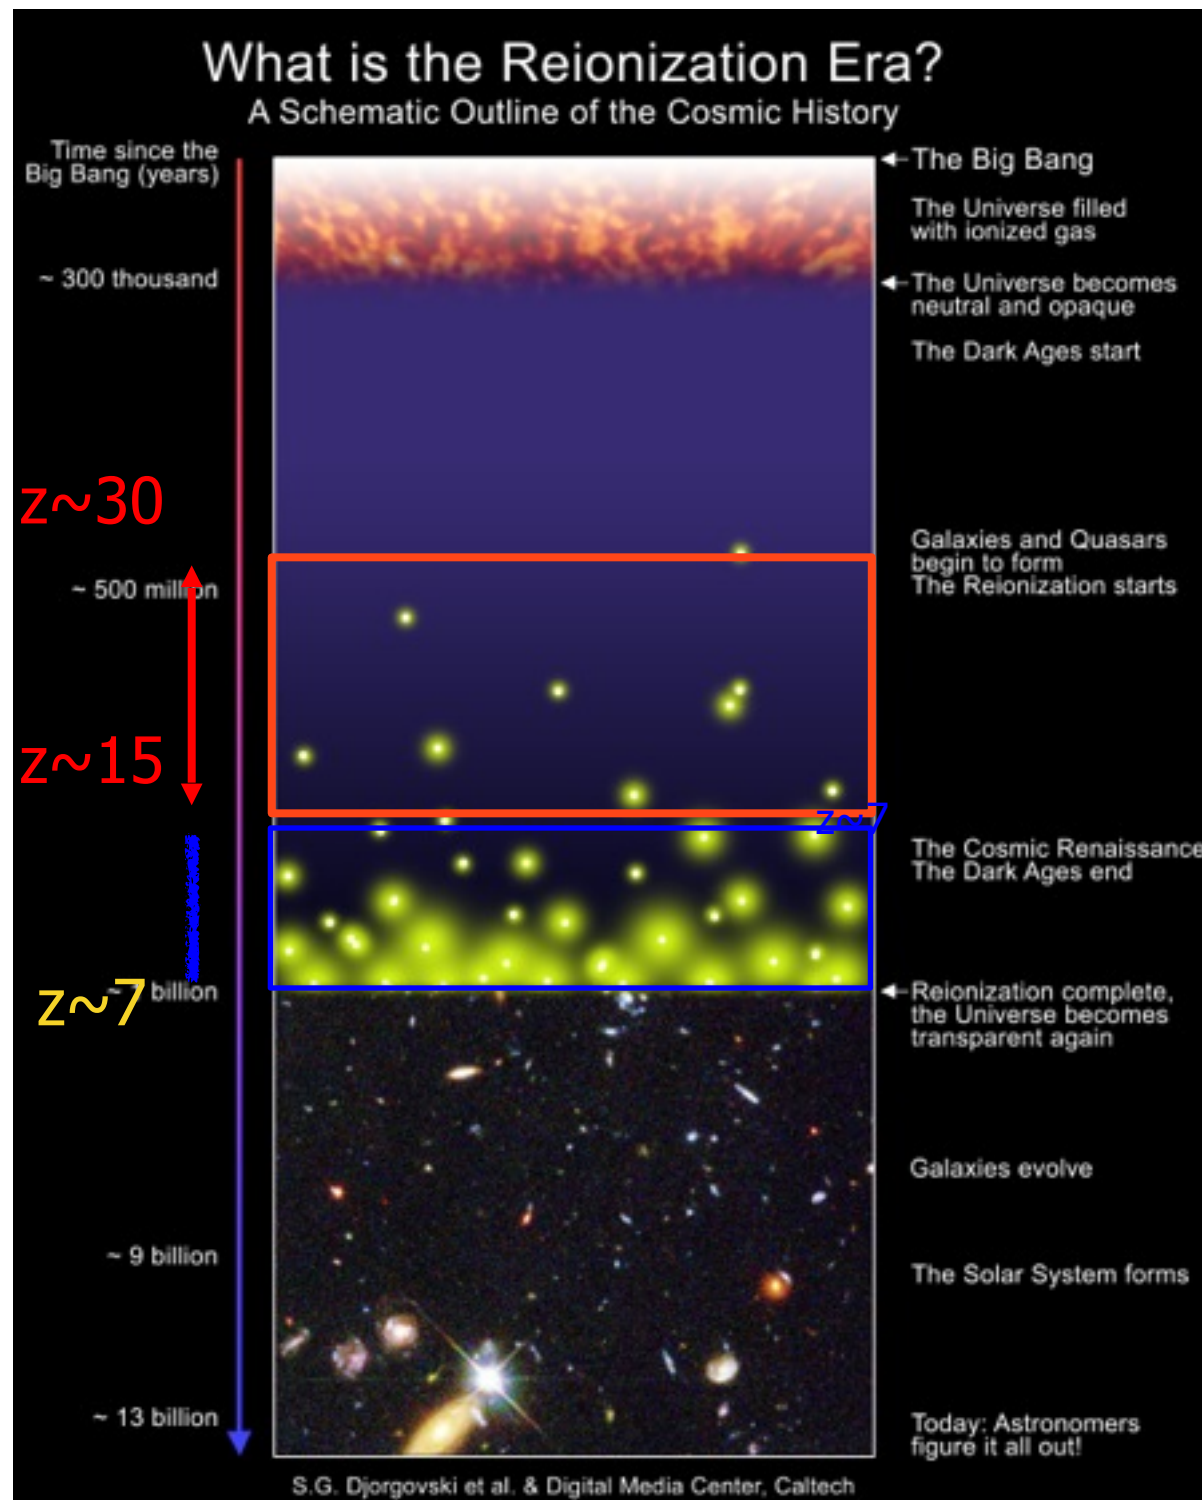 What is the Reionization Era?
A Schematic Outline of the Cosmic History
Time since the
Big Bang (years)
The Big Bang
The Universe filled
with ionized gas
~ 300 thousand
The Universe becomes
neutral and opaque
The Dark Ages start
z~30
Galaxies and Quasars
begin to form
The Reionization starts
~ 500 million
z~15
z~7
The Cosmic Renaissance
The Dark Ages end
z~7
billion
Reionization complete,
the Universe becomes
transparent again
Galaxies evolve
~ 9 billion
The Solar System forms
~ 13 billion
Today: Astronomers
figure it all out!
S.G. Djorgovski et al. & Digital Media Center, Caltech